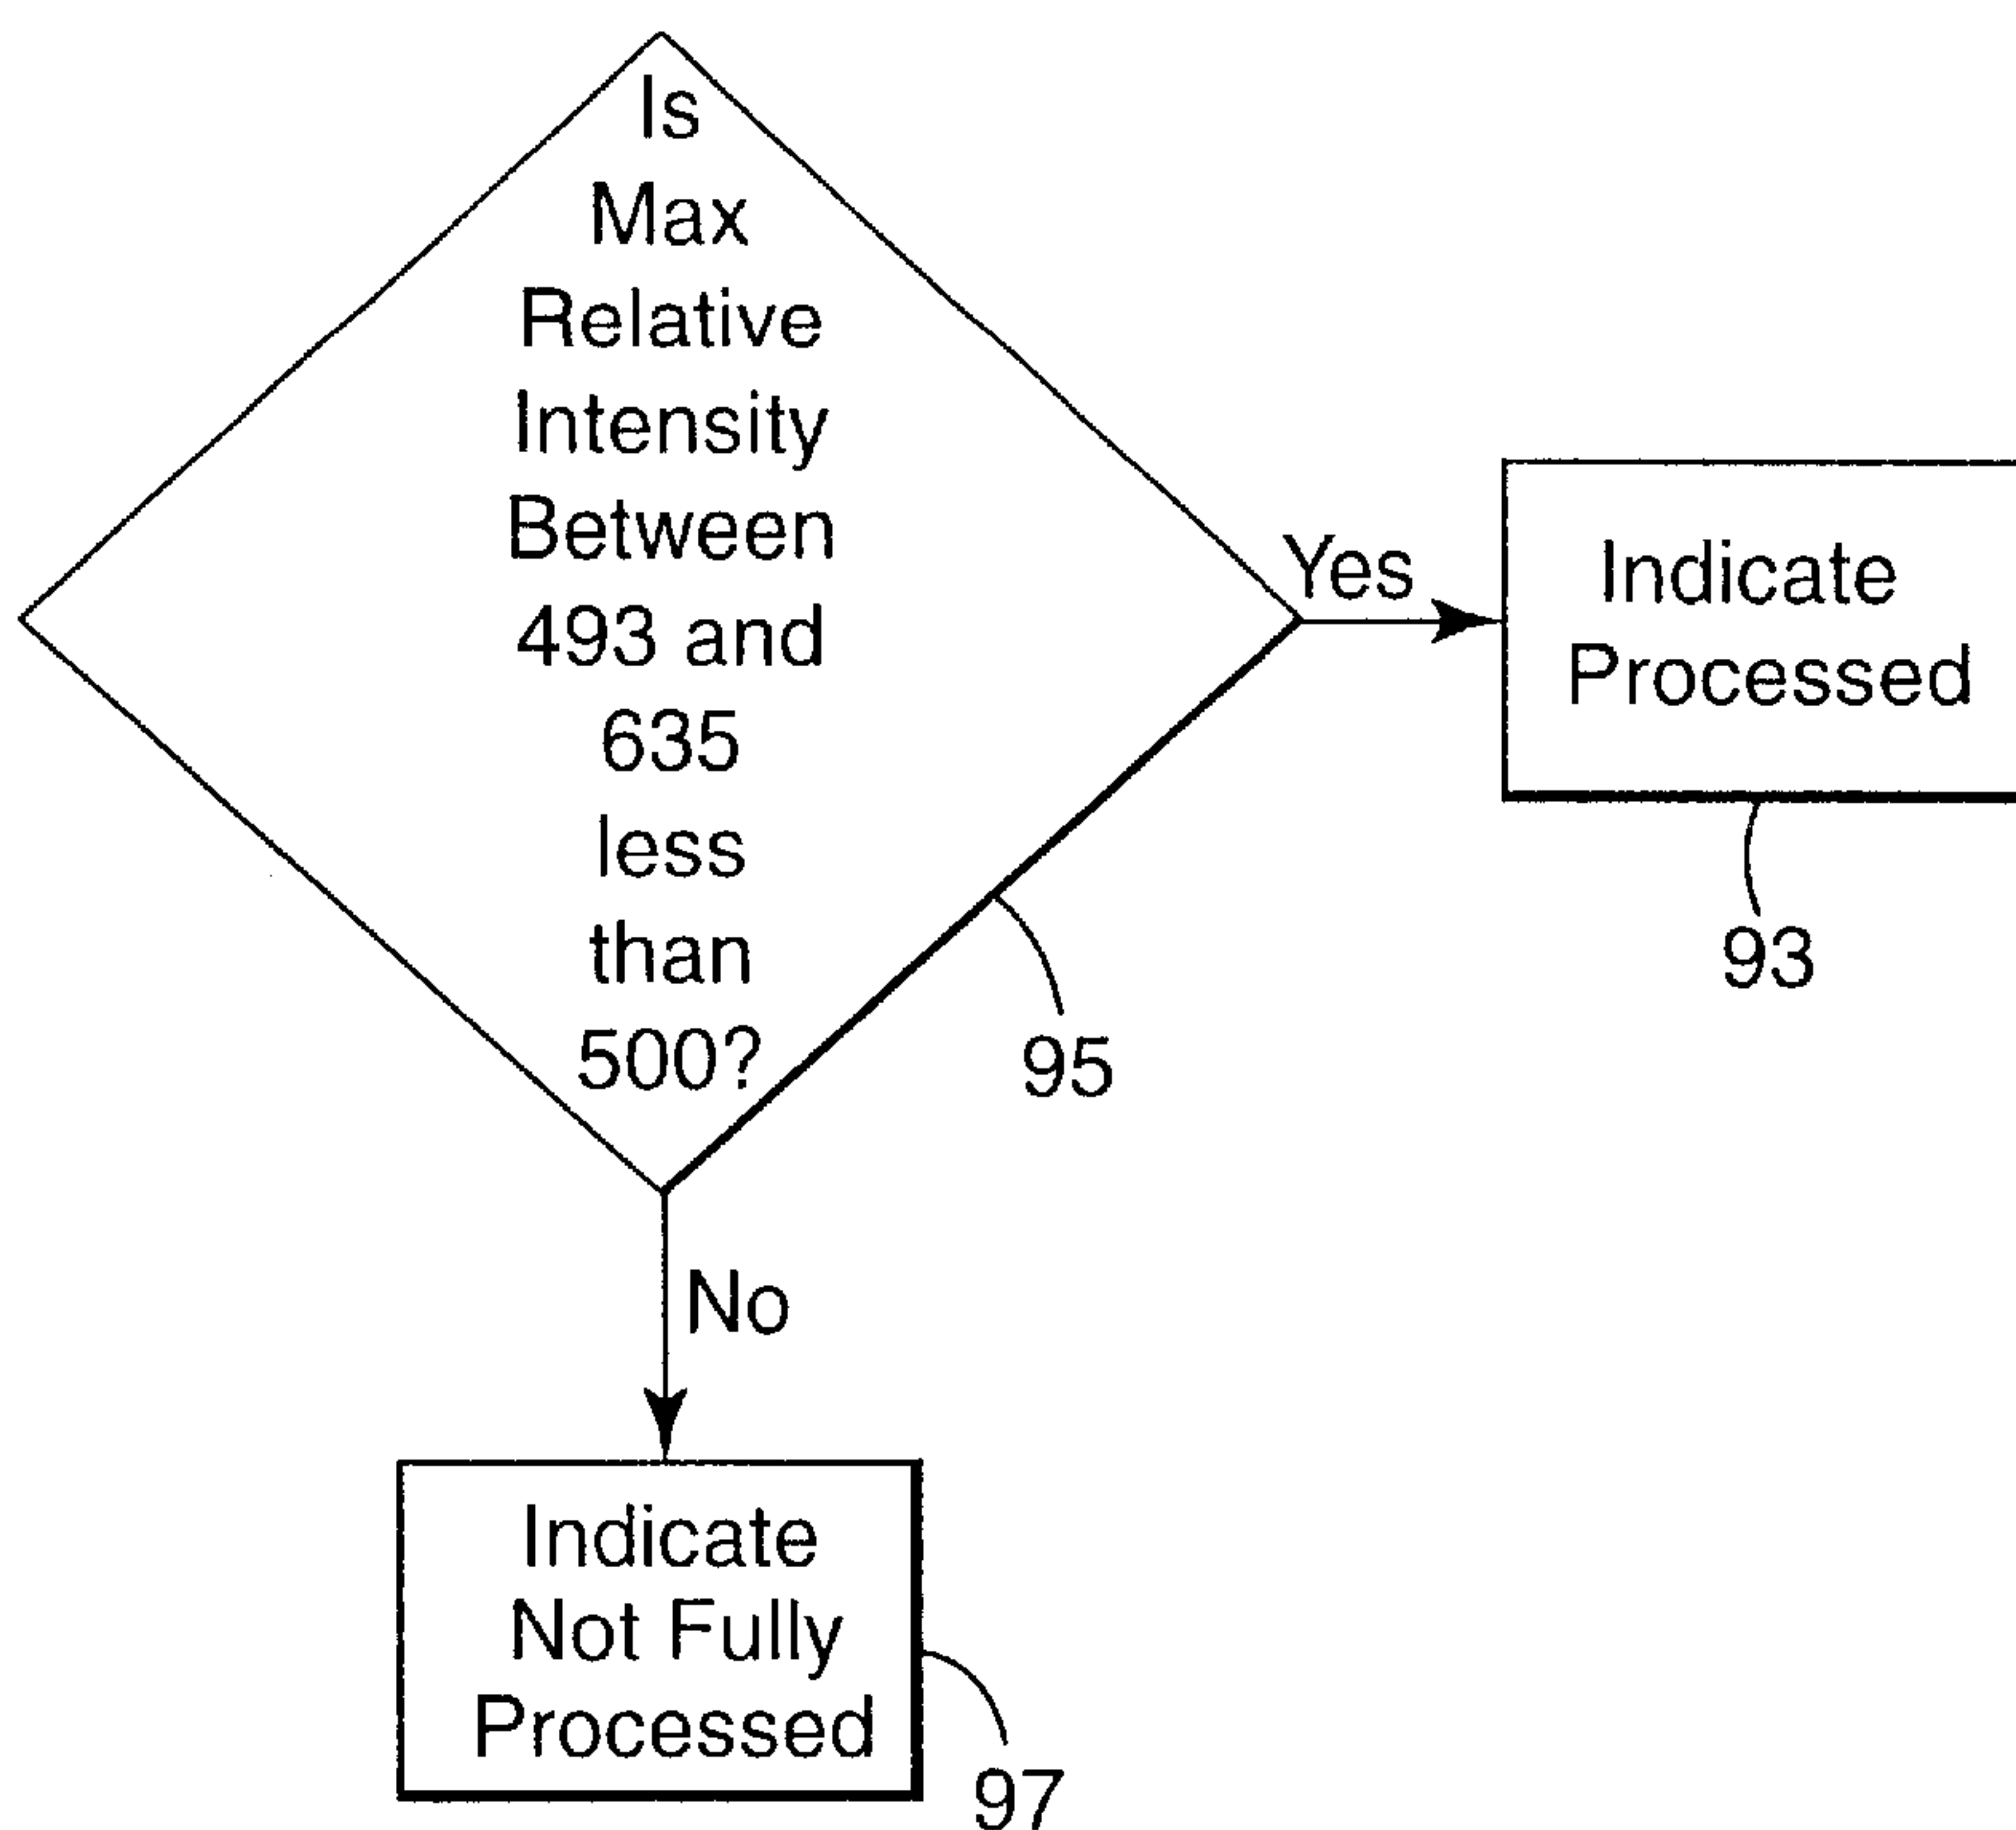 Is
Max
Relative
Intensity
Between
493 and
635
less
than
500?
Yes
Indicate
Processed
93
95
No
Indicate
Not Fully
Processed
97